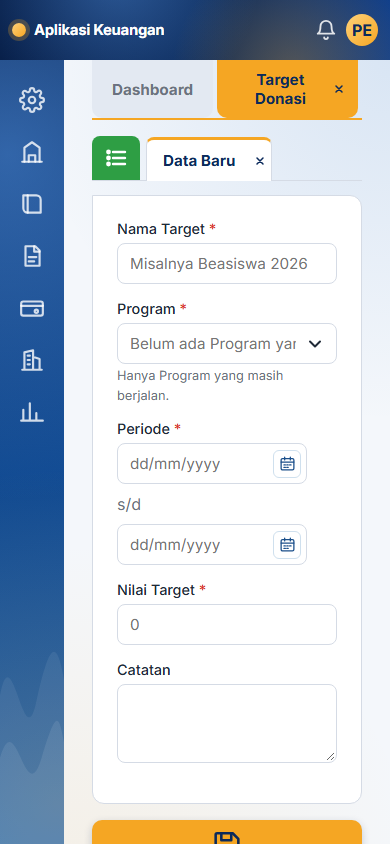 Aplikasi Keuangan
PE
Dashboard
Target
Donasi
×
Data Baru
×
Nama Target *
Misalnya Beasiswa 2026
Program *
Belum ada Program yar
Hanya Program yang masih
berjalan.
Periode *
dd/mm/yyyy
s/d
dd/mm/yyyy
Nilai Target *
0
Catatan